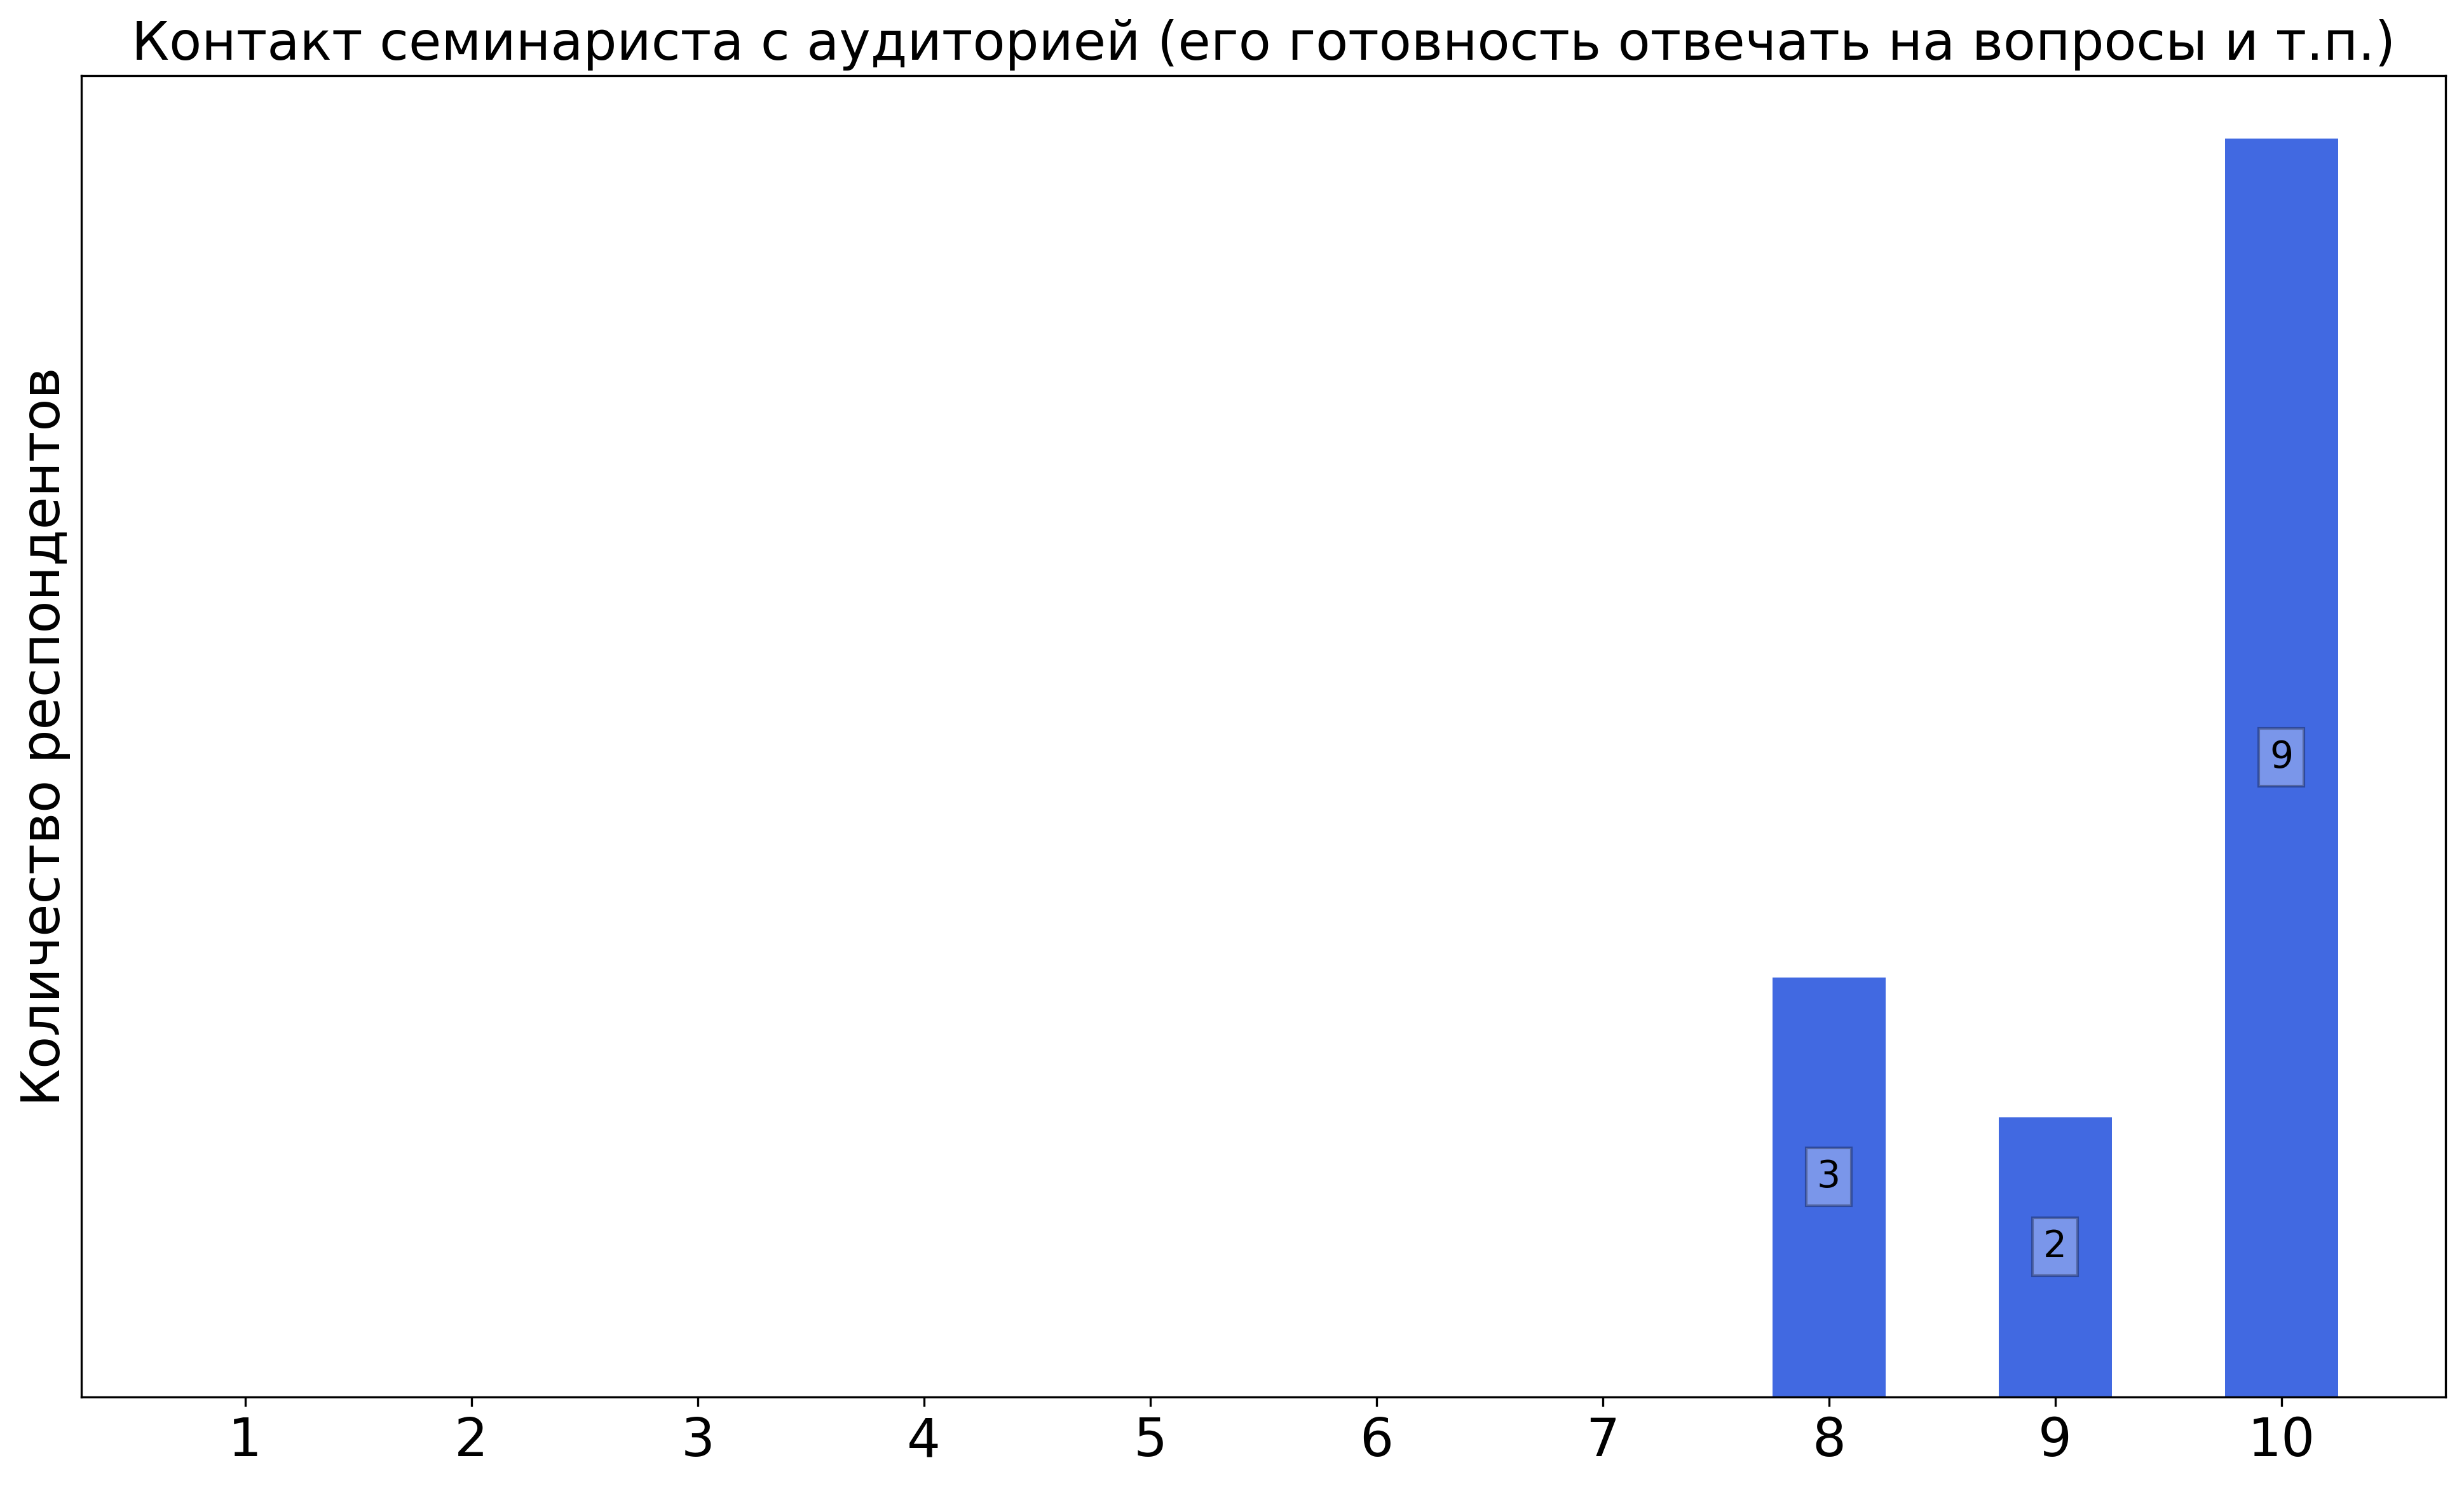 Контакт семинариста с аудиторией (его готовность отвечать на вопросы и т.п.)
Количество респондентов
9
3
2
1 2 3 4 5 6 7 8 9 10